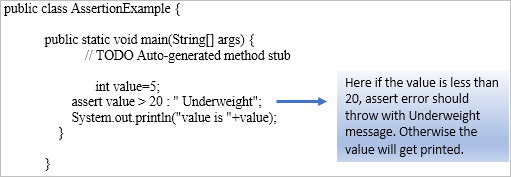 public class AssertionExample {
public static void main(String[] args) {
// TODO Auto-generated method stub
int value=5;
assert value > 20 : " Underweight";
System.out.println("value is "+value);
}
}
Here if the value is less than
20, assert error should
throw with Underweight
message. Otherwise the
value will get printed.